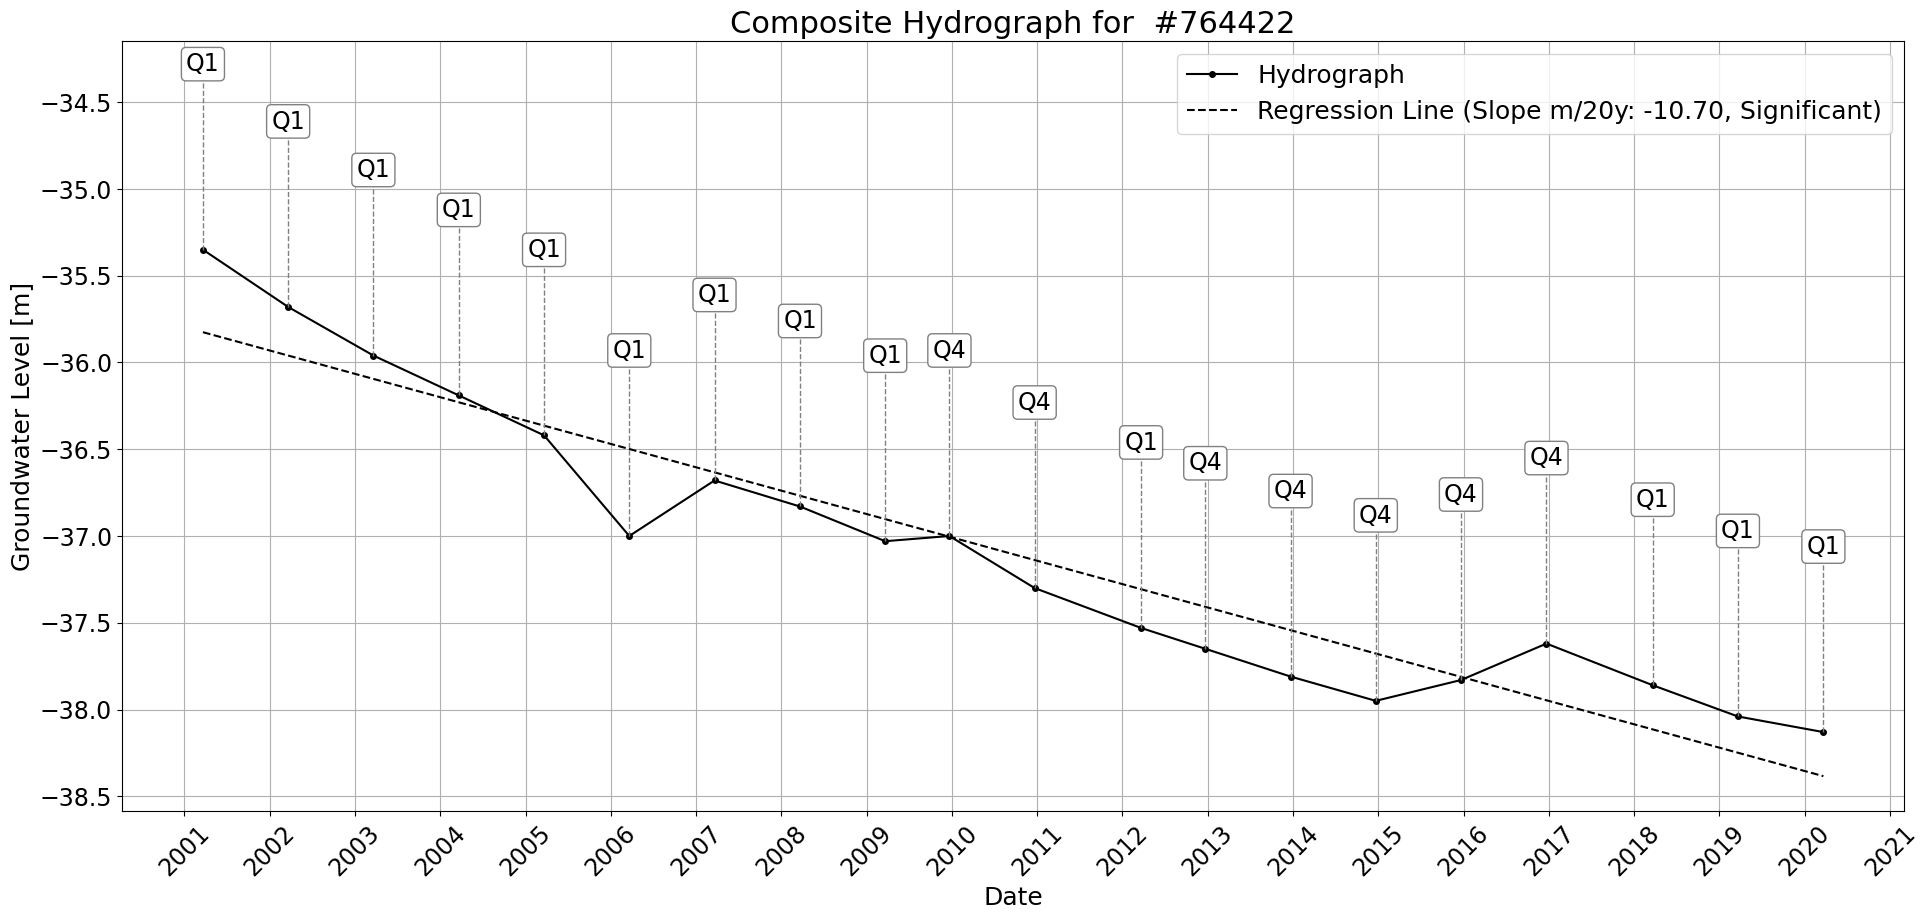 Composite Hydrograph for  #764422
Hydrograph
Regression Line (Slope m/20y: -10.70, Significant)
Groundwater Level [m]
−34.5
−35.0
−35.5
−36.0
−36.5
−37.0
−37.5
−38.0
−38.5
Q1
Q1
Q1
Q1
Q1
Q1
Q1
Q1
Q1
Q4
Q4
Q1
Q4
Q4
Q4
Q4
Q4
Q1
Q1
Q1
2001
2002
2003
2004
2005
2006
2007
2008
2009
2010
2011
2012
2013
2014
2015
2016
2017
2018
2019
2020
2021
Date